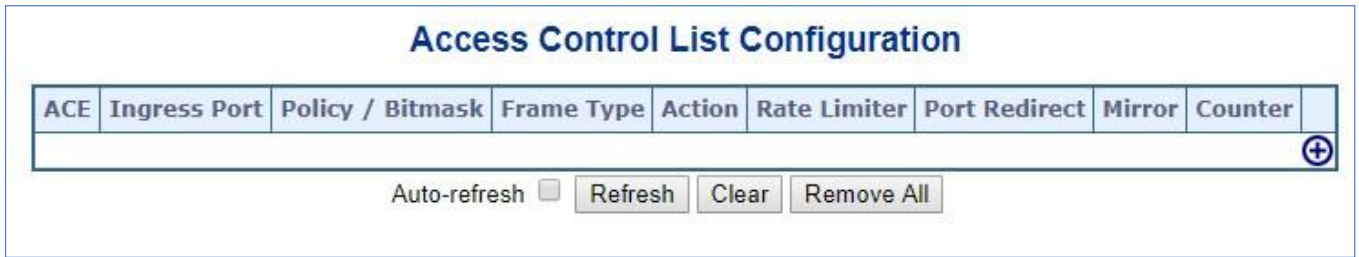 Access Control List Configuration
ACE Ingress Port Policy / Bitmask Frame Type Action Rate Limiter Port Redirect Mirror Counter
Auto-refresh Refresh Clear Remove All